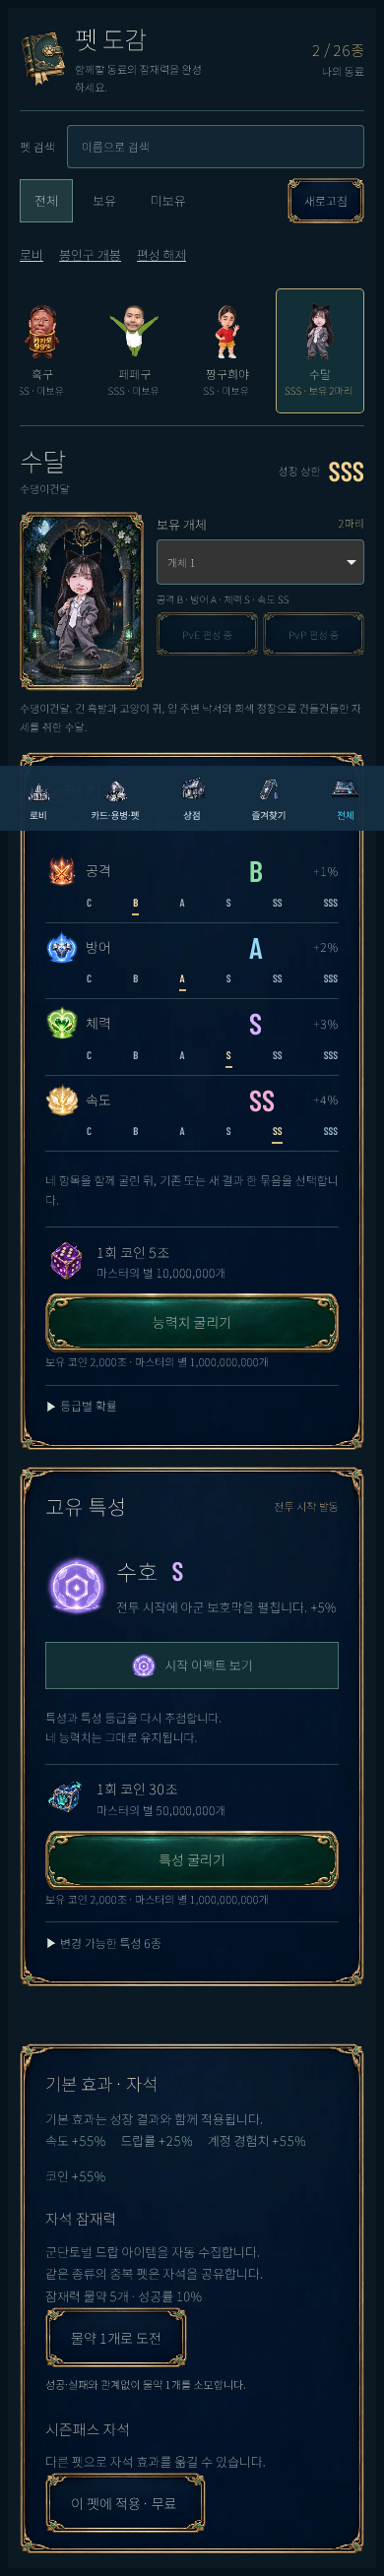 펫 도감
2 / 26종
함께할 동료의 잠재력을 완성
하세요.
나의 동료
펫 검색
이름으로 검색
전체
보유
미보유
새로고침
로비
봉인구 개봉
편성 해제
흑구
SS · 미보유
페페구
SSS · 미보유
짱구희야
SS · 미보유
수달
SSS · 보유 2마리
수달
성장 상한 SSS
수댕이건달
보유 개체
2마리
개체 1
공격 B · 방어 A · 체력 S · 속도 SS
PvE 편성 중
PvP 편성 중
수댕이건달. 긴 흑발과 고양이 귀, 입 주변 낙서와 회색 정장으로 건들건들한 자
세를 취한 수달.
로비
카드·용병·펫
상점
즐겨찾기
전체
공격
B
+1%
C B A S SS SSS
방어
A
+2%
C B A S SS SSS
체력
S
+3%
C B A S SS SSS
속도
SS
+4%
C B A S SS SSS
네 항목을 함께 굴린 뒤, 기존 또는 새 결과 한 묶음을 선택합니
다.
1회 코인 5조
마스터의 별 10,000,000개
능력치 굴리기
보유 코인 2,000조 · 마스터의 별 1,000,000,000개
▶ 등급별 확률
고유 특성
전투 시작 발동
수호 S
전투 시작에 아군 보호막을 펼칩니다. +5%
시작 이펙트 보기
특성과 특성 등급을 다시 추첨합니다.
네 능력치는 그대로 유지됩니다.
1회 코인 30조
마스터의 별 50,000,000개
특성 굴리기
보유 코인 2,000조 · 마스터의 별 1,000,000,000개
▶ 변경 가능한 특성 6종
기본 효과 · 자석
기본 효과는 성장 결과와 함께 적용됩니다.
속도 +55% 드랍률 +25% 계정 경험치 +55%
코인 +55%
자석 잠재력
군단토벌 드랍 아이템을 자동 수집합니다.
같은 종류의 중복 펫은 자석을 공유합니다.
잠재력 물약 5개 · 성공률 10%
물약 1개로 도전
성공·실패와 관계없이 물약 1개를 소모합니다.
시즌패스 자석
다른 펫으로 자석 효과를 옮길 수 있습니다.
이 펫에 적용 · 무료